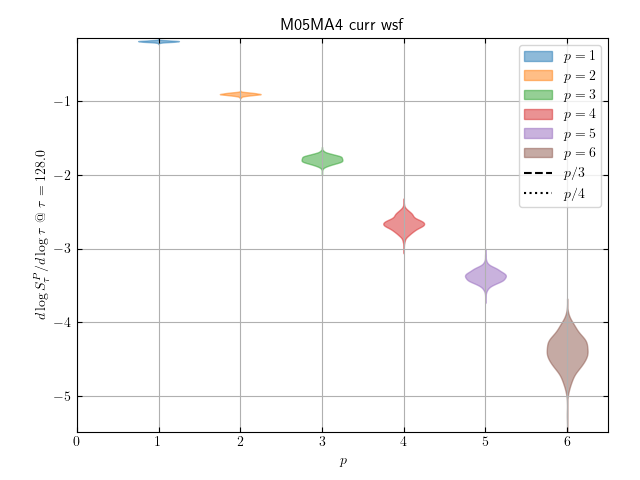 M05MA4 curr wsf
d log S_τ^P / d log τ @ τ = 128.0
−1
−2
−3
−4
−5
0 1 2 3 4 5 6
p
p = 1
p = 2
p = 3
p = 4
p = 5
p = 6
p/3
p/4